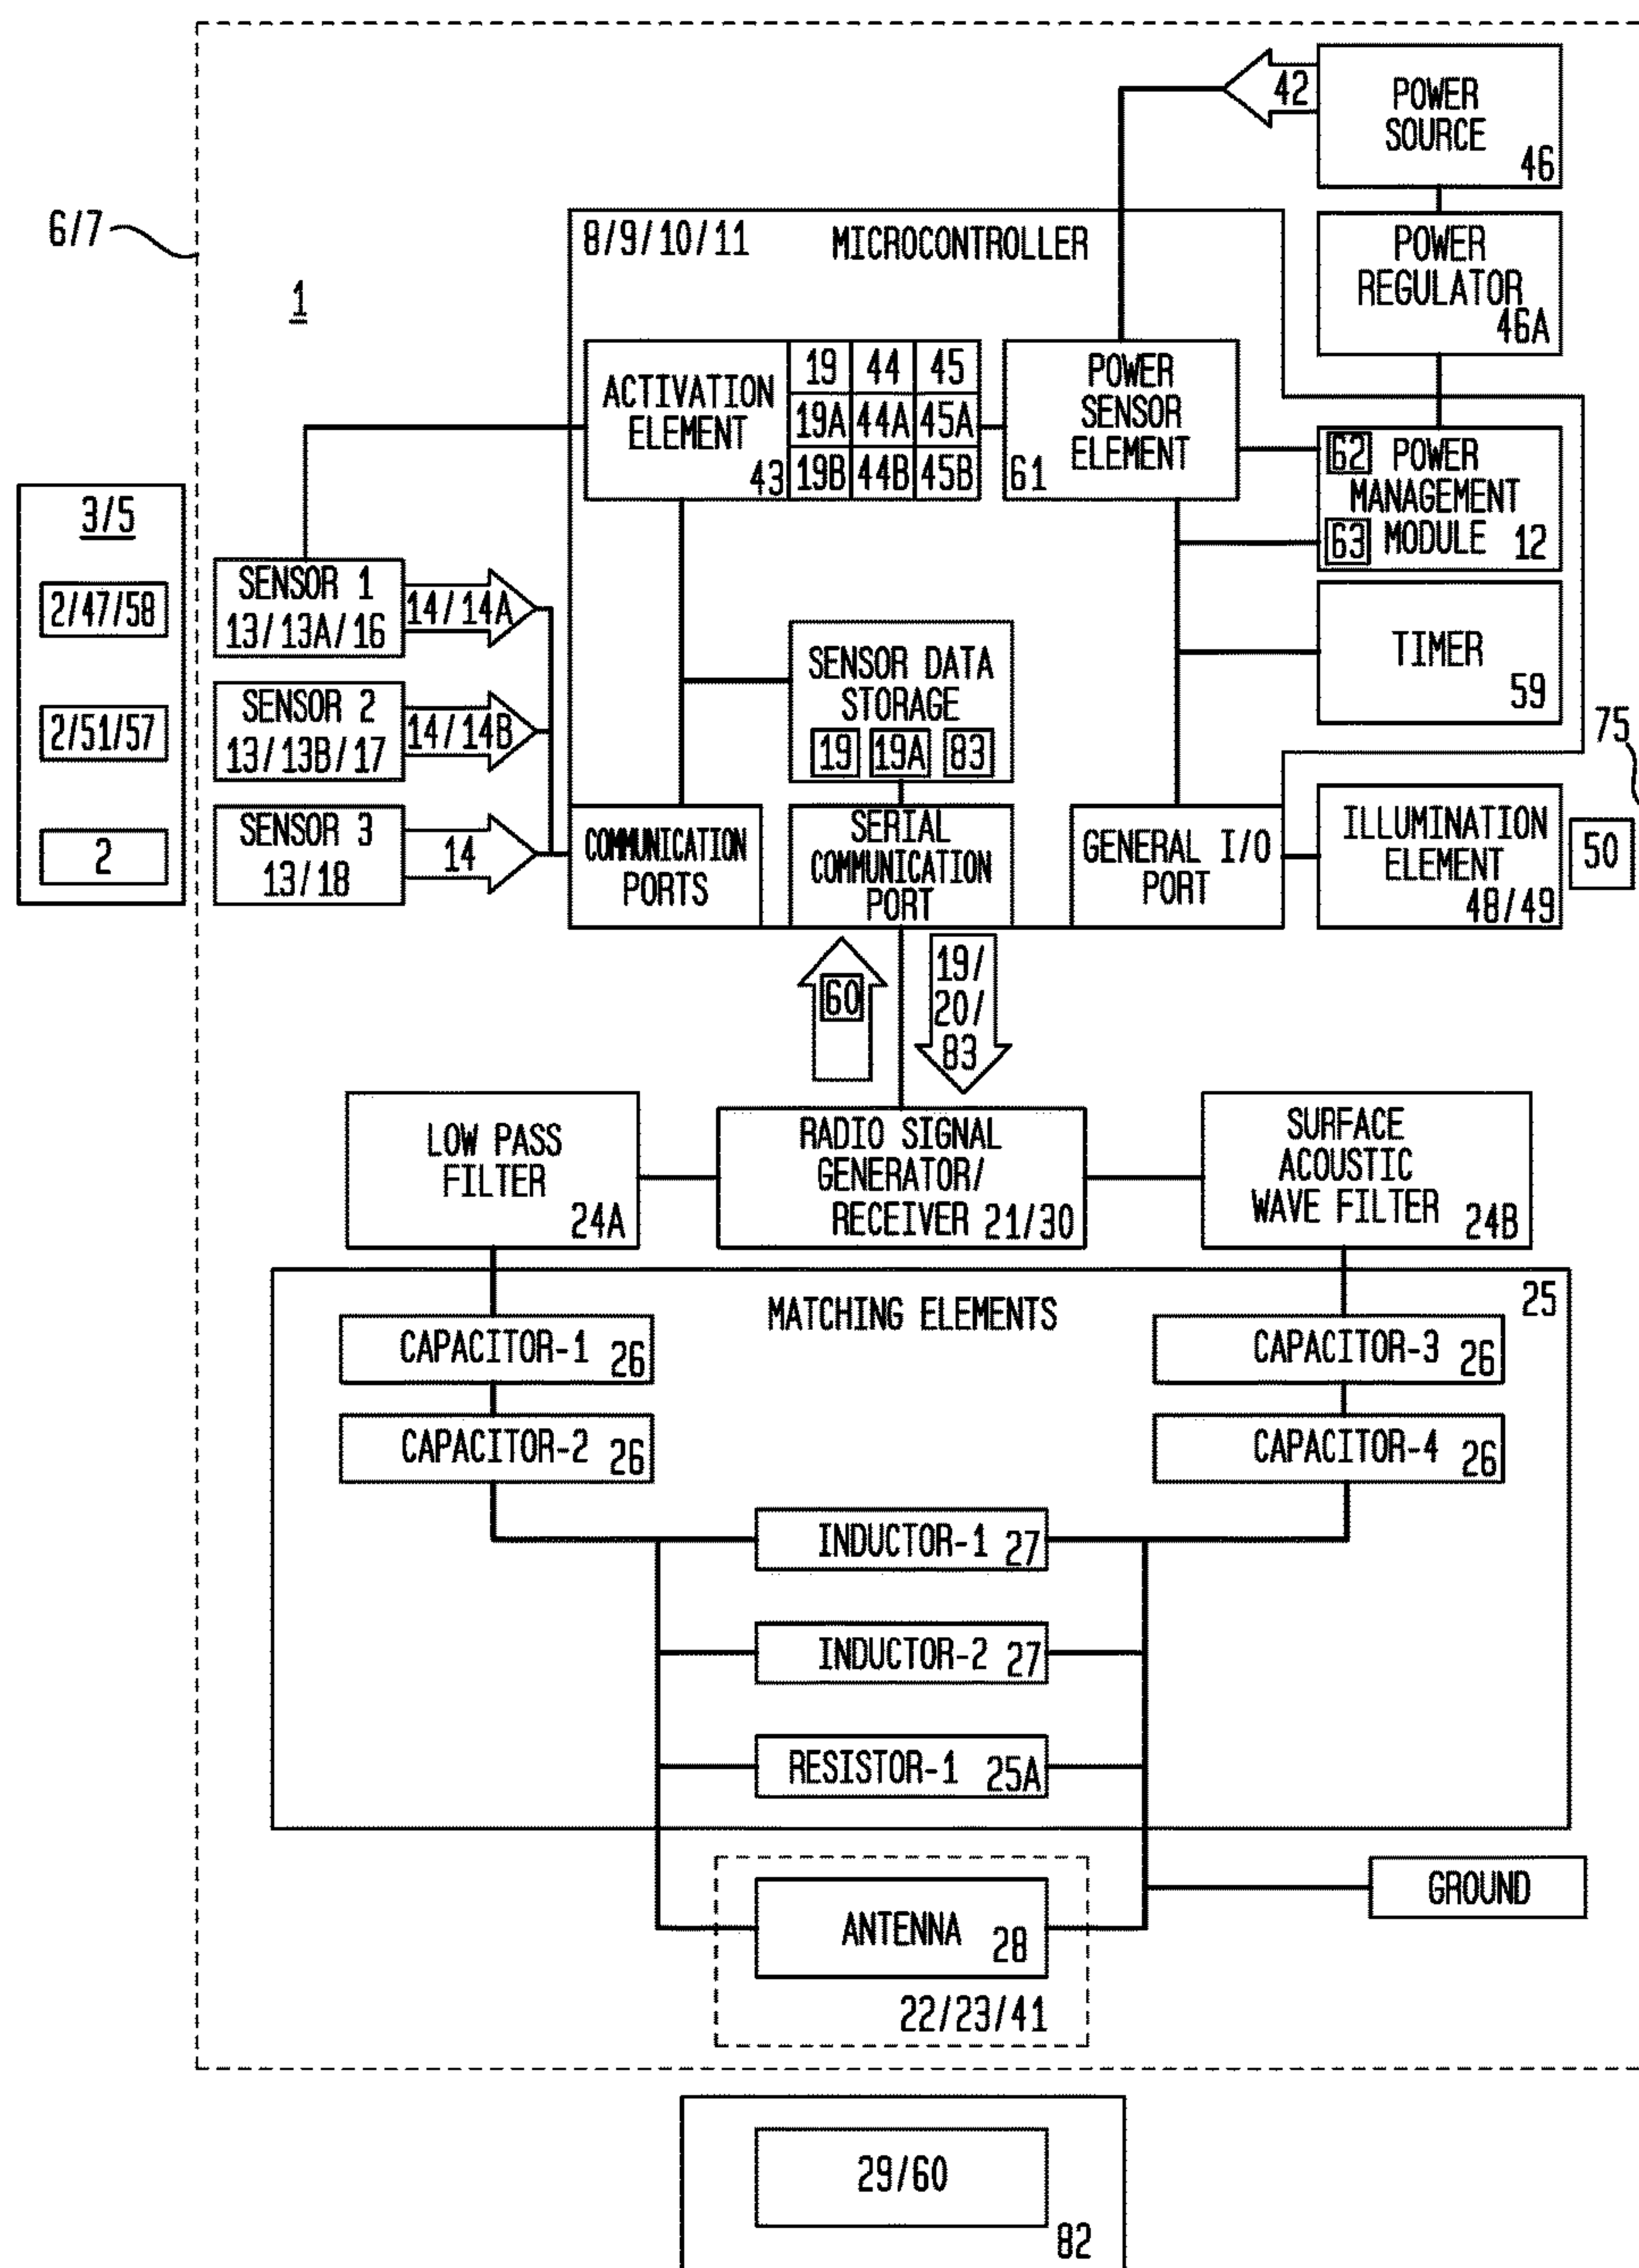 6/7
1
42
POWER
SOURCE
46
POWER
REGULATOR
46A
8/9/10/11
MICROCONTROLLER
ACTIVATION
ELEMENT
43
19 44 45
19A 44A 45A
19B 44B 45B
POWER
SENSOR
ELEMENT
61
62 POWER
MANAGEMENT
63 MODULE 12
TIMER
59
75
3/5
2/47/58
2/51/57
2
SENSOR 1
13/13A/16
14/14A
SENSOR 2
13/13B/17
14/14B
SENSOR 3
13/18
14
SENSOR DATA
STORAGE
19 19A 83
COMMUNICATION
PORTS
SERIAL
COMMUNICATION
PORT
GENERAL I/O
PORT
ILLUMINATION
ELEMENT
48/49
50
60
19/
20/
83
LOW PASS
FILTER
24A
RADIO SIGNAL
GENERATOR/
RECEIVER 21/30
SURFACE
ACOUSTIC
WAVE FILTER 24B
MATCHING ELEMENTS
25
CAPACITOR-1 26
CAPACITOR-2 26
CAPACITOR-3 26
CAPACITOR-4 26
INDUCTOR-1 27
INDUCTOR-2 27
RESISTOR-1 25A
ANTENNA 28
22/23/41
GROUND
29/60
82